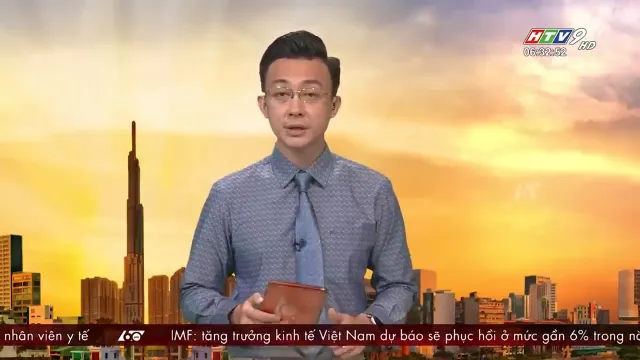 HTV9 HD
06:32:52
nhân viên y tế 60 IMF: tăng trưởng kinh tế Việt Nam dự báo sẽ phục hồi ở mức gần 6% trong n